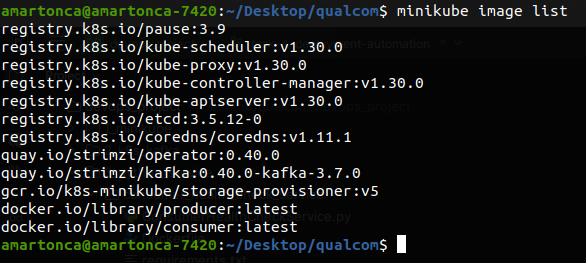 amartonca@amartonca-7420:~/Desktop/qualcom$ minikube image list
registry.k8s.io/pause:3.9
registry.k8s.io/kube-scheduler:v1.30.0
registry.k8s.io/kube-proxy:v1.30.0
registry.k8s.io/kube-controller-manager:v1.30.0
registry.k8s.io/kube-apiserver:v1.30.0
registry.k8s.io/etcd:3.5.12-0
registry.k8s.io/coredns/coredns:v1.11.1
quay.io/strimzi/operator:0.40.0
quay.io/strimzi/kafka:0.40.0-kafka-3.7.0
gcr.io/k8s-minikube/storage-provisioner:v5
docker.io/library/producer:latest
docker.io/library/consumer:latest
amartonca@amartonca-7420:~/Desktop/qualcom$
requirements.txt